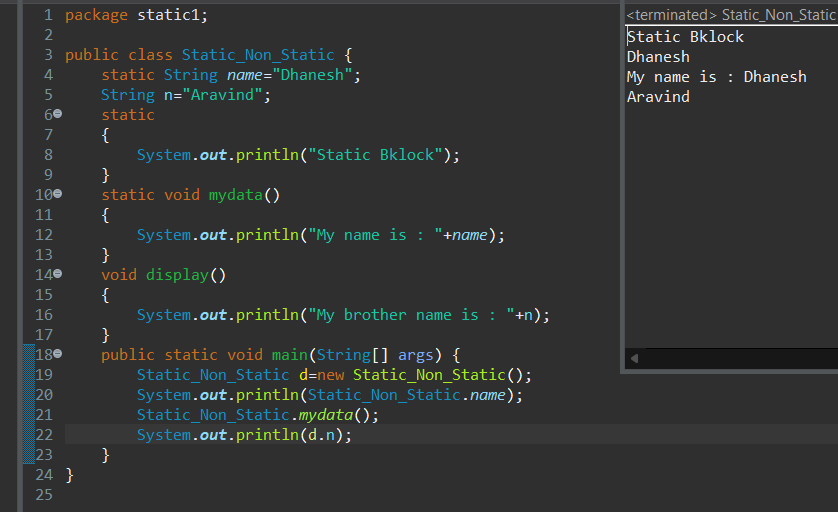 1 package static1;
2
3 public class Static_Non_Static {
4     static String name="Dhanesh";
5     String n="Aravind";
6     static
7     {
8         System.out.println("Static Bklock");
9     }
10     static void mydata()
11     {
12         System.out.println("My name is : "+name);
13     }
14     void display()
15     {
16         System.out.println("My brother name is : "+n);
17     }
18     public static void main(String[] args) {
19         Static_Non_Static d=new Static_Non_Static();
20         System.out.println(Static_Non_Static.name);
21         Static_Non_Static.mydata();
22         System.out.println(d.n);
23     }
24 }
25
<terminated> Static_Non_Static
Static Bklock
Dhanesh
My name is : Dhanesh
Aravind